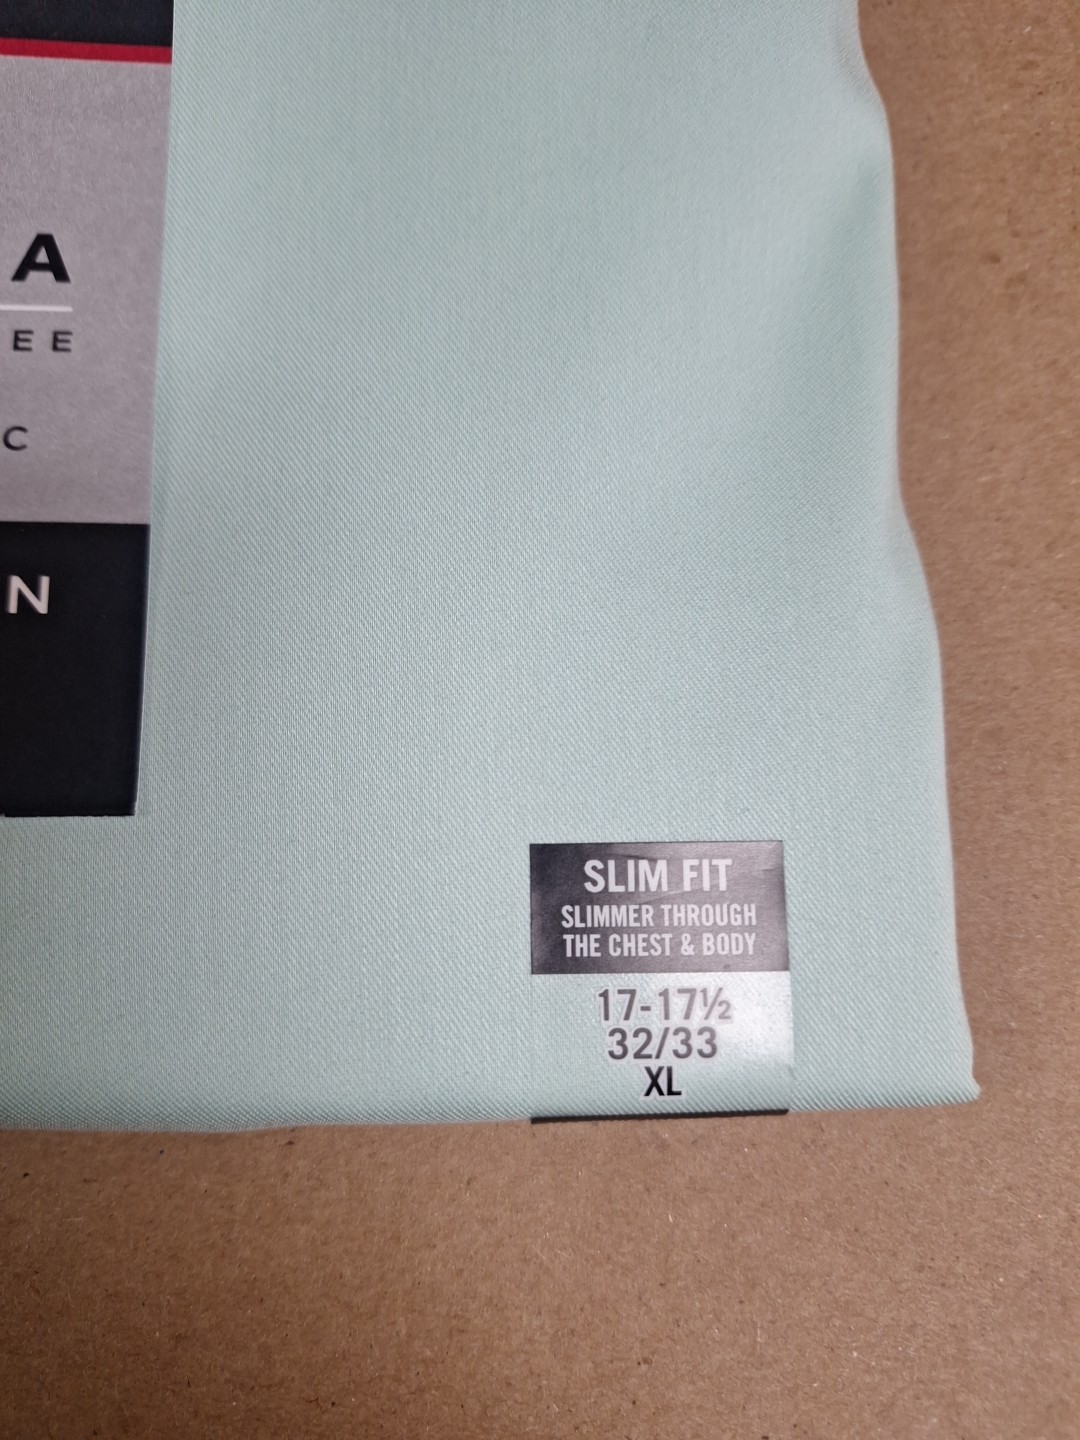 A
EE
C
N
SLIM FIT
SLIMMER THROUGH
THE CHEST & BODY
17-17½
32/33
XL